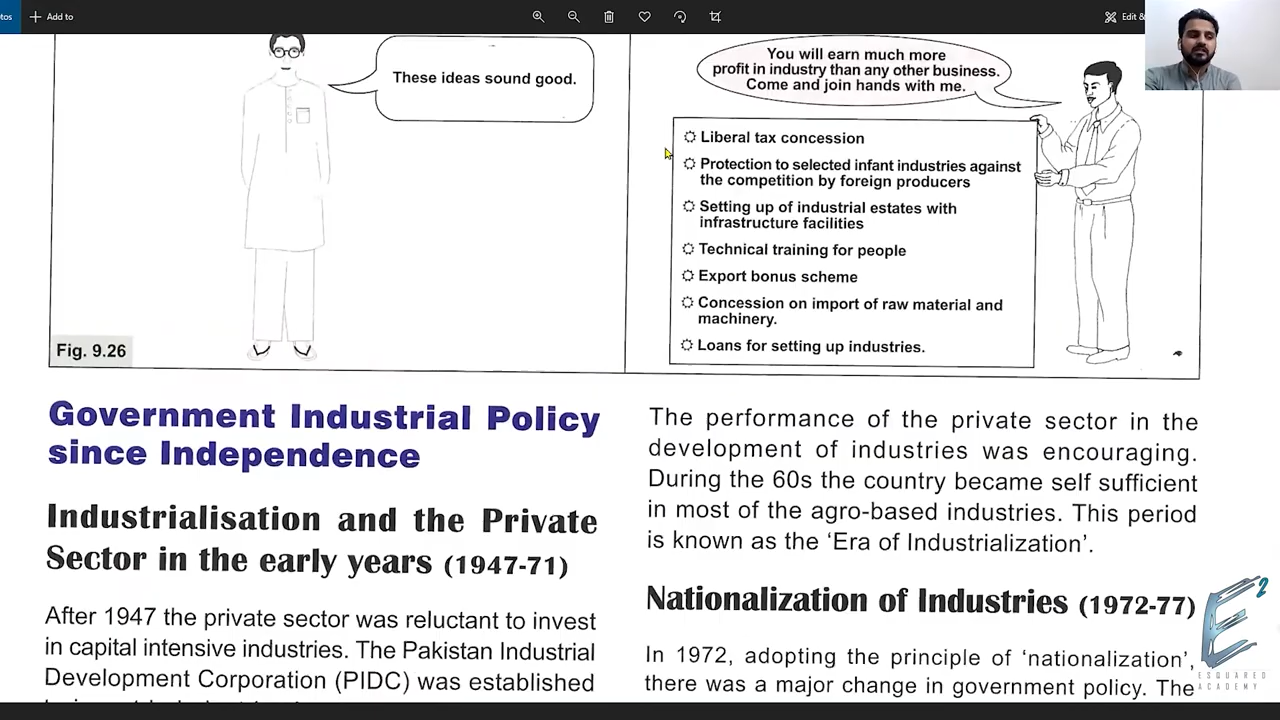 Add to
Edit &
These ideas sound good.
Fig. 9.26
You will earn much more
profit in industry than any other business.
Come and join hands with me.
Liberal tax concession
Protection to selected infant industries against
the competition by foreign producers
Setting up of industrial estates with
infrastructure facilities
Technical training for people
Export bonus scheme
Concession on import of raw material and
machinery.
Loans for setting up industries.
Government Industrial Policy
since Independence
Industrialisation and the Private
Sector in the early years (1947-71)
After 1947 the private sector was reluctant to invest
in capital intensive industries. The Pakistan Industrial
Development Corporation (PIDC) was established
The performance of the private sector in the
development of industries was encouraging.
During the 60s the country became self sufficient
in most of the agro-based industries. This period
is known as the ‘Era of Industrialization’.
Nationalization of Industries (1972-77)
In 1972, adopting the principle of ‘nationalization’,
there was a major change in government policy. The
E2
ESQUARED
ACADEMY